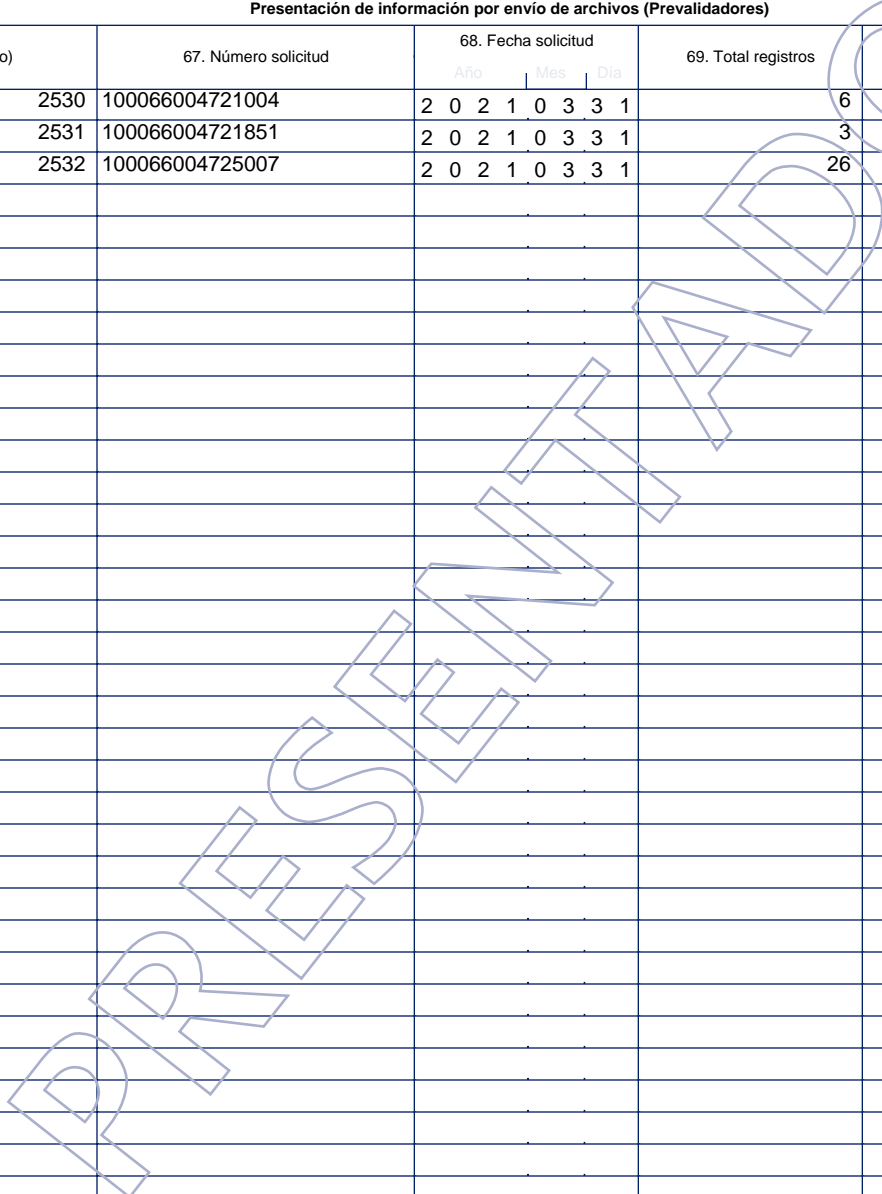 Presentación de información por envío de archivos (Prevalidadores)
o) 67. Número solicitud 68. Fecha solicitud 69. Total registros
Año Mes Día
2530 100066004721004 2 0 2 1 0 3 3 1 6
2531 100066004721851 2 0 2 1 0 3 3 1 3
2532 100066004725007 2 0 2 1 0 3 3 1 26
PRESENTADO